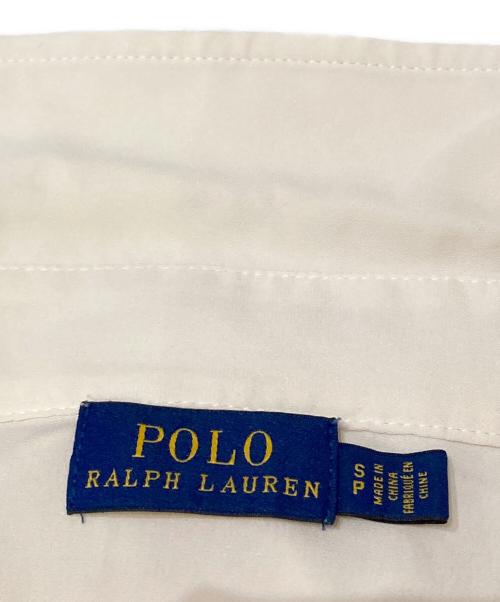 POLO
RALPH LAUREN
S
P
MADE IN
CHINA
FABRIQUÉ EN
CHINE